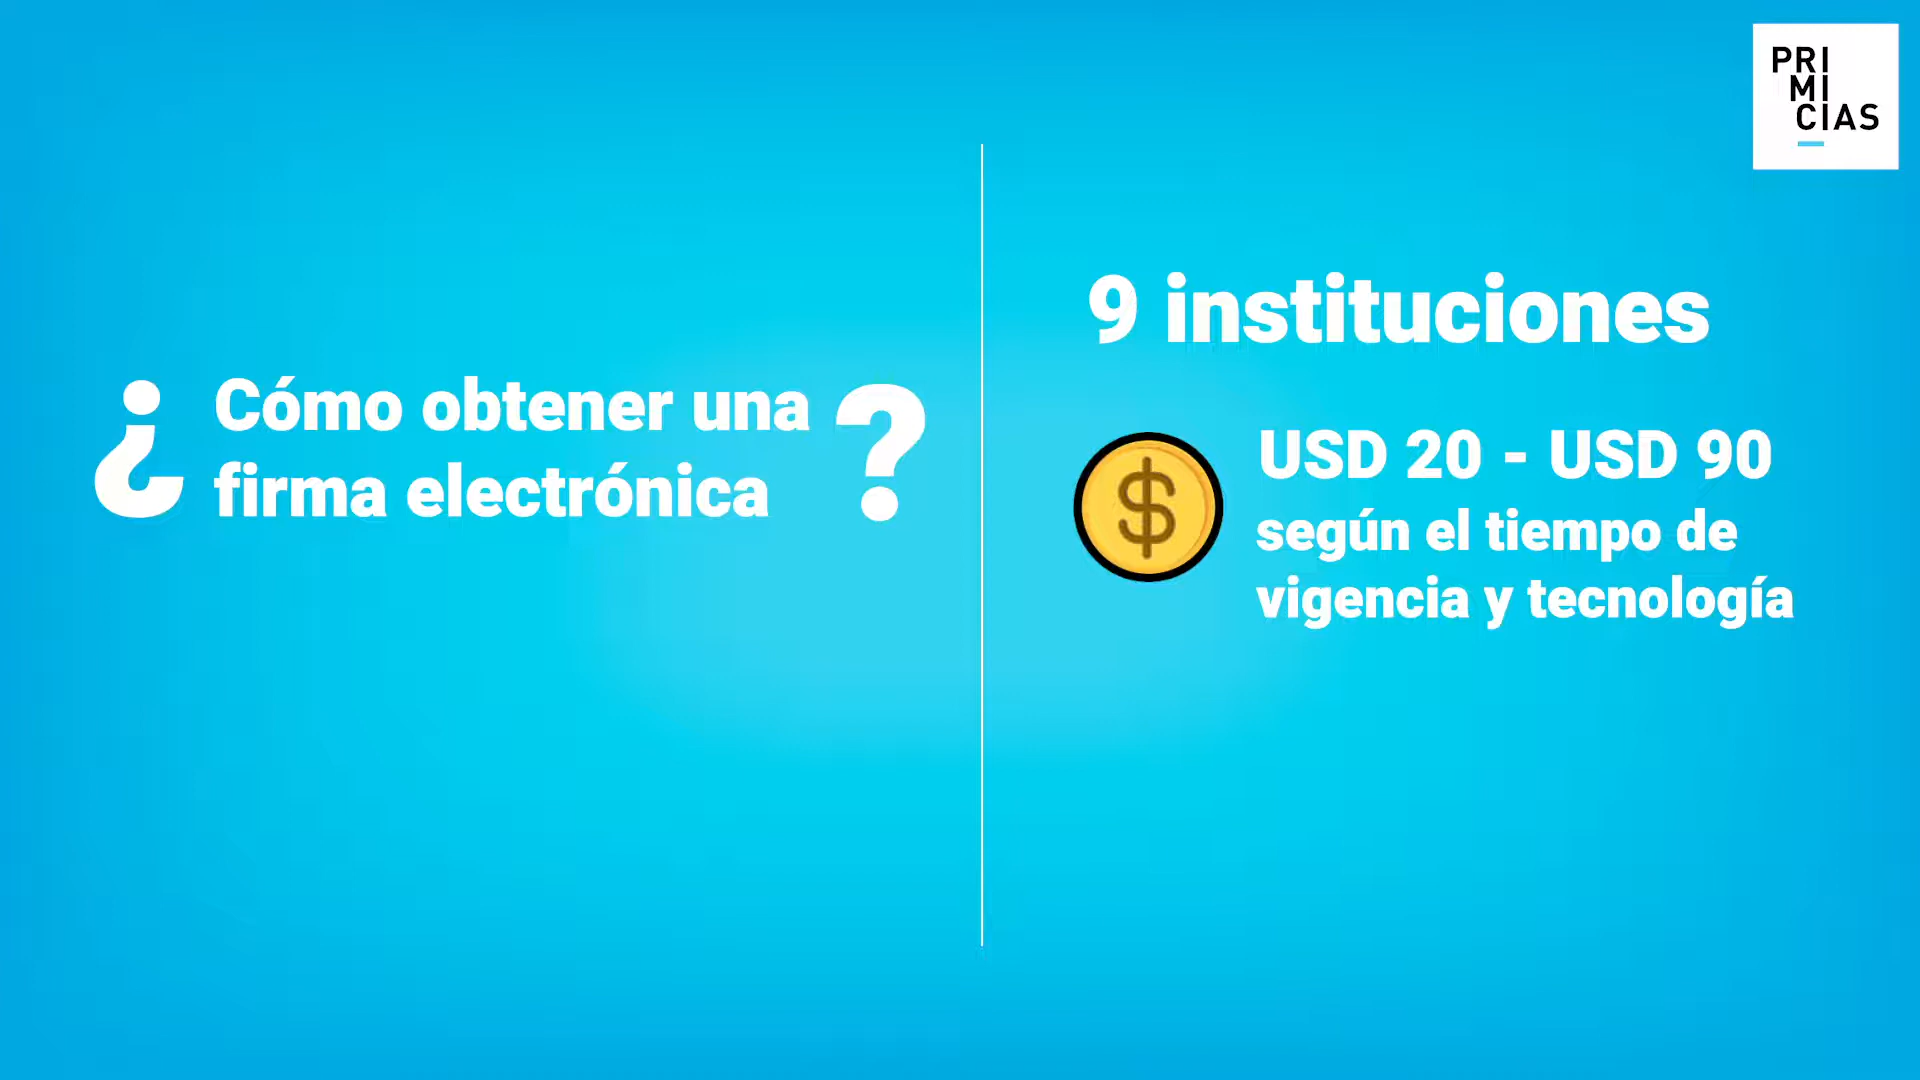 PRI
MI
CIAS
¿Cómo obtener una
firma electrónica?
9 instituciones
$
USD 20 - USD 90
según el tiempo de
vigencia y tecnología